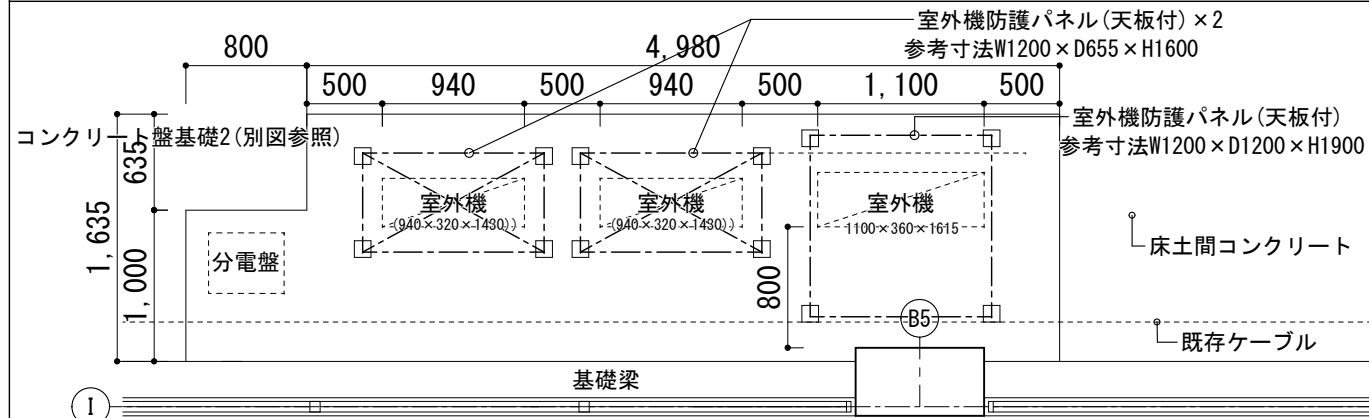 室外機防護パネル(天板付)×2
参考寸法W1200×D655×H1600
800
4,980
500
940
500
940
500
1,100
500
コンクリート盤基礎2(別図参照)
室外機防護パネル(天板付)
参考寸法W1200×D1200×H1900
635
1,635
1,000
室外機
(940×320×1430))
室外機
(940×320×1430))
室外機
1100×360×1615
分電盤
800
床土間コンクリート
B5
既存ケーブル
基礎梁
I